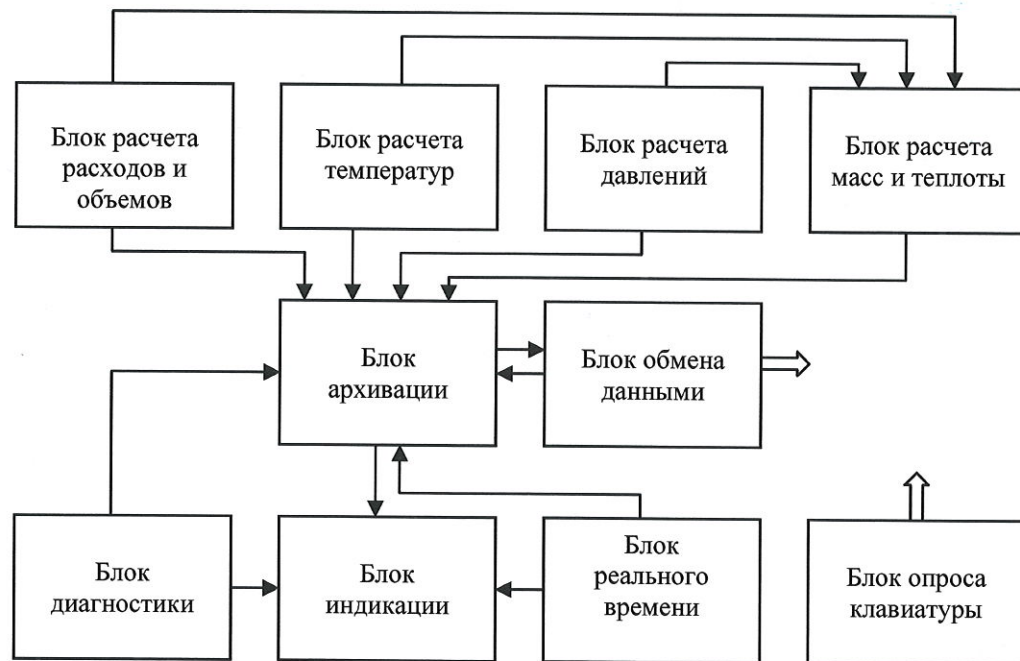 Блок расчета
расходов и
объемов
Блок расчета
температур
Блок расчета
давлений
Блок расчета
масс и теплоты
Блок
архивации
Блок обмена
данными
Блок
диагностики
Блок
индикации
Блок
реального
времени
Блок опроса
клавиатуры